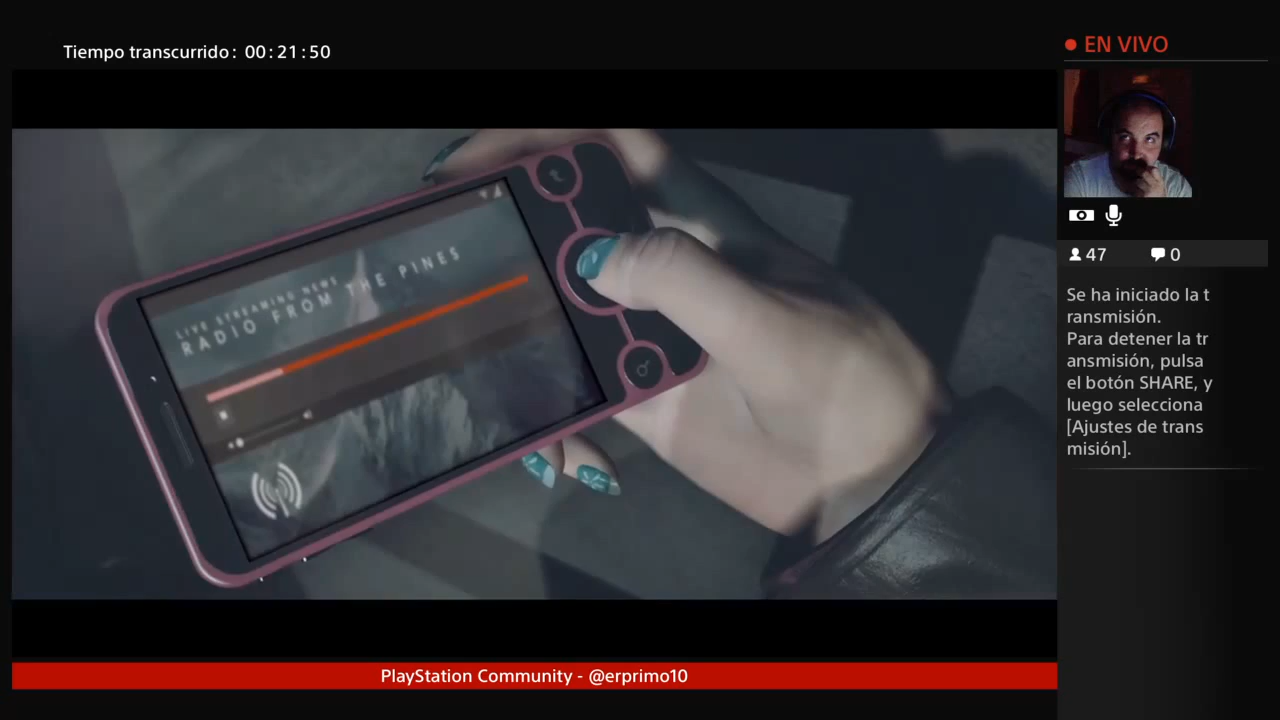 Tiempo transcurrido: 00:21:50
EN VIVO
LIVE STREAMING NEWS
RADIO FROM THE PINES
47
0
Se ha iniciado la t
ransmisión.
Para detener la tr
ansmisión, pulsa
el botón SHARE, y
luego selecciona
[Ajustes de trans
misión].
PlayStation Community - @erprimo10